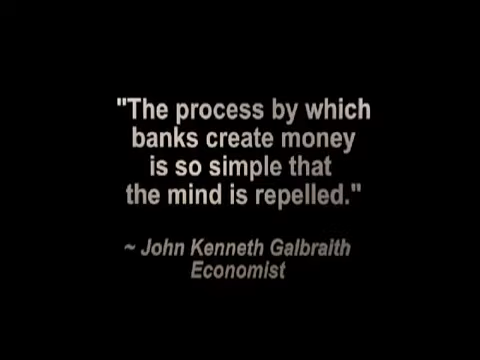 "The process by which
banks create money
is so simple that
the mind is repelled."
~ John Kenneth Galbraith
Economist